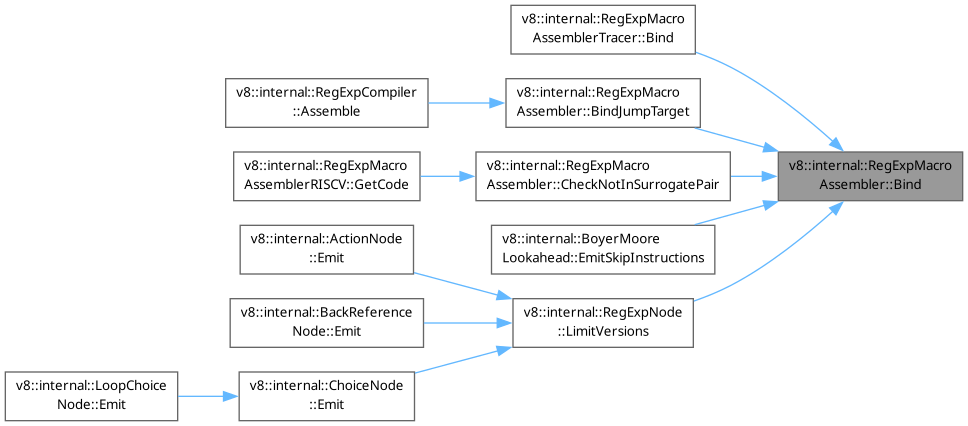 v8::internal::RegExpMacro
AssemblerTracer::Bind
v8::internal::RegExpCompiler
::Assemble
v8::internal::RegExpMacro
Assembler::BindJumpTarget
v8::internal::RegExpMacro
AssemblerRISCV::GetCode
v8::internal::RegExpMacro
Assembler::CheckNotInSurrogatePair
v8::internal::RegExpMacro
Assembler::Bind
v8::internal::ActionNode
::Emit
v8::internal::BoyerMoore
Lookahead::EmitSkipInstructions
v8::internal::BackReference
Node::Emit
v8::internal::RegExpNode
::LimitVersions
v8::internal::LoopChoice
Node::Emit
v8::internal::ChoiceNode
::Emit